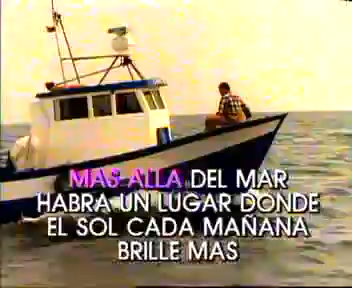 MAS ALLA DEL MAR
HABRA UN LUGAR DONDE
EL SOL CADA MAÑANA
BRILLE MAS